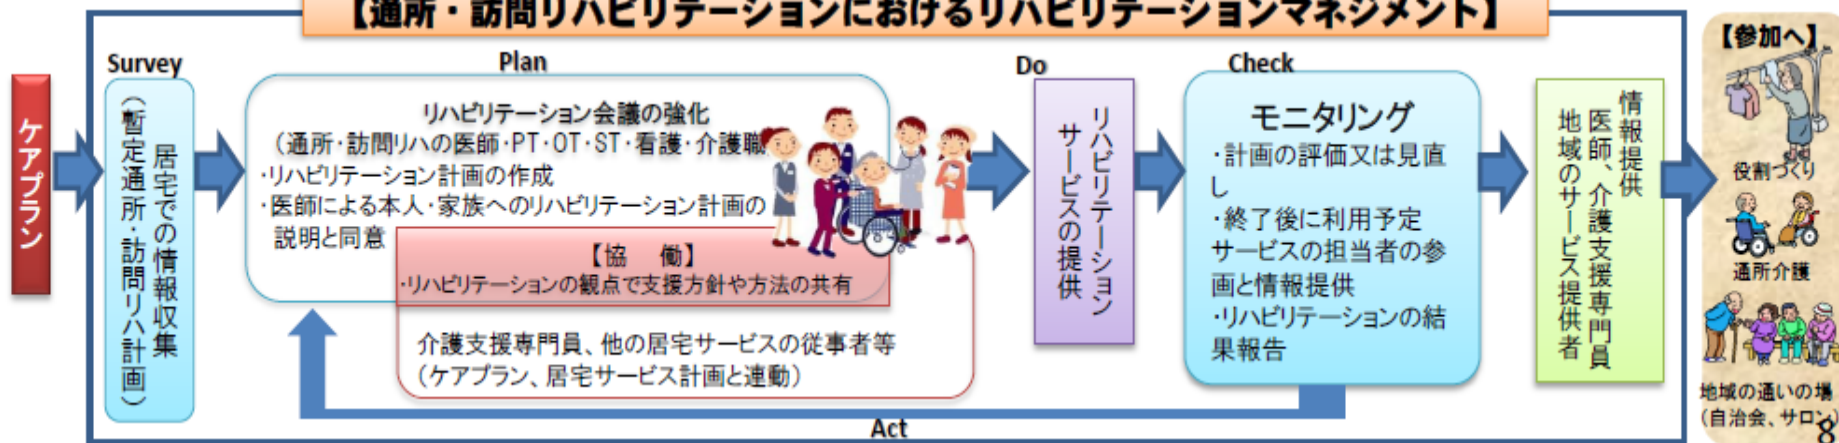 【通所・訪問リハビリテーションにおけるリハビリテーションマネジメント】
ケアプラン
Survey
居宅での情報収集
（暫定通所・訪問リハ計画）
Plan
リハビリテーション会議の強化
（通所・訪問リハの医師・PT・OT・ST・看護・介護職
・リハビリテーション計画の作成
・医師による本人・家族へのリハビリテーション計画の
説明と同意
【協　働】
・リハビリテーションの観点で支援方針や方法の共有
介護支援専門員、他の居宅サービスの従事者等
（ケアプラン、居宅サービス計画と連動）
Do
リハビリテーション
サービスの提供
Check
モニタリング
・計画の評価又は見直
し
・終了後に利用予定
サービスの担当者の参
画と情報提供
・リハビリテーションの結
果報告
Act
情報提供
医師、介護支援専門員
地域のサービス提供者
【参加へ】
役割づくり
通所介護
地域の通いの場
（自治会、サロン）
8